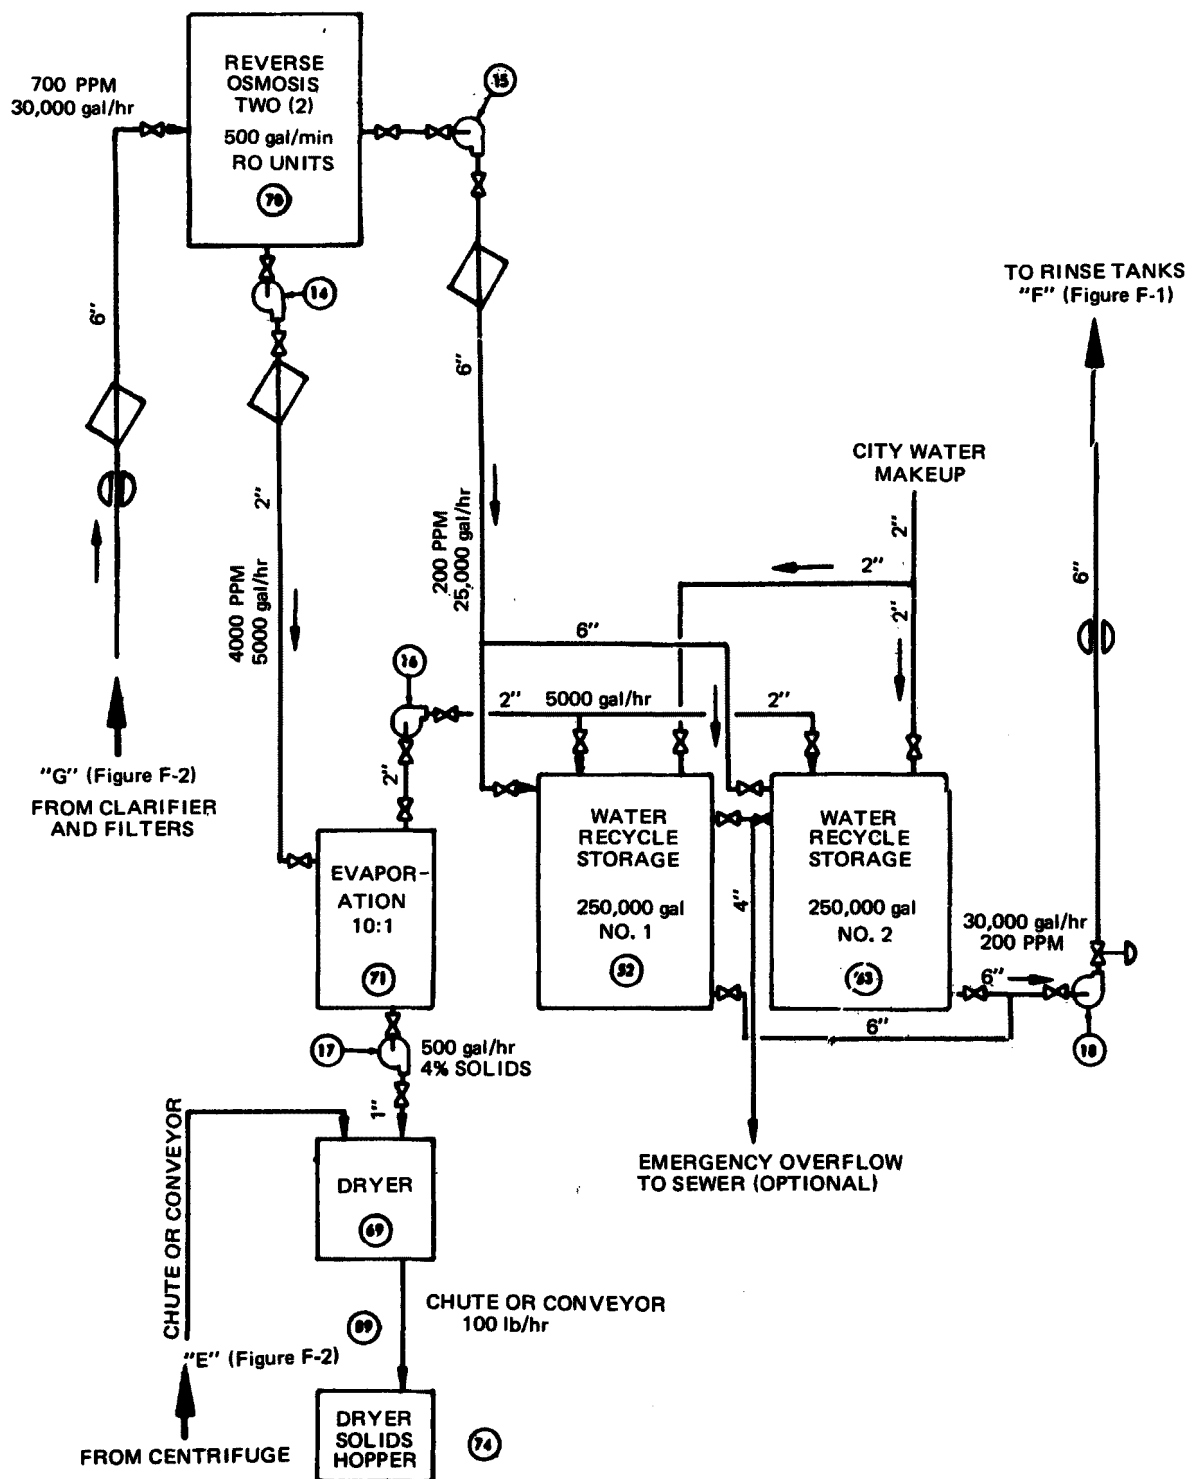 700 PPM
30,000 gal/hr
REVERSE
OSMOSIS
TWO (2)
500 gal/min
RO UNITS
70
15
14
6"
2"
6"
TO RINSE TANKS
"F" (Figure F-1)
CITY WATER
MAKEUP
2"
2"
2"
6"
200 PPM
25,000 gal/hr
4000 PPM
5000 gal/hr
6"
16
2"
5000 gal/hr
2"
2"
"G" (Figure F-2)
FROM CLARIFIER
AND FILTERS
EVAPOR-
ATION
10:1
71
WATER
RECYCLE
STORAGE
250,000 gal
NO. 1
52
4"
WATER
RECYCLE
STORAGE
250,000 gal
NO. 2
30,000 gal/hr
200 PPM
6"
6"
18
17
500 gal/hr
4% SOLIDS
1"
CHUTE OR CONVEYOR
DRYER
69
EMERGENCY OVERFLOW
TO SEWER (OPTIONAL)
CHUTE OR CONVEYOR
100 lb/hr
"E" (Figure F-2)
FROM CENTRIFUGE
DRYER
SOLIDS
HOPPER
74